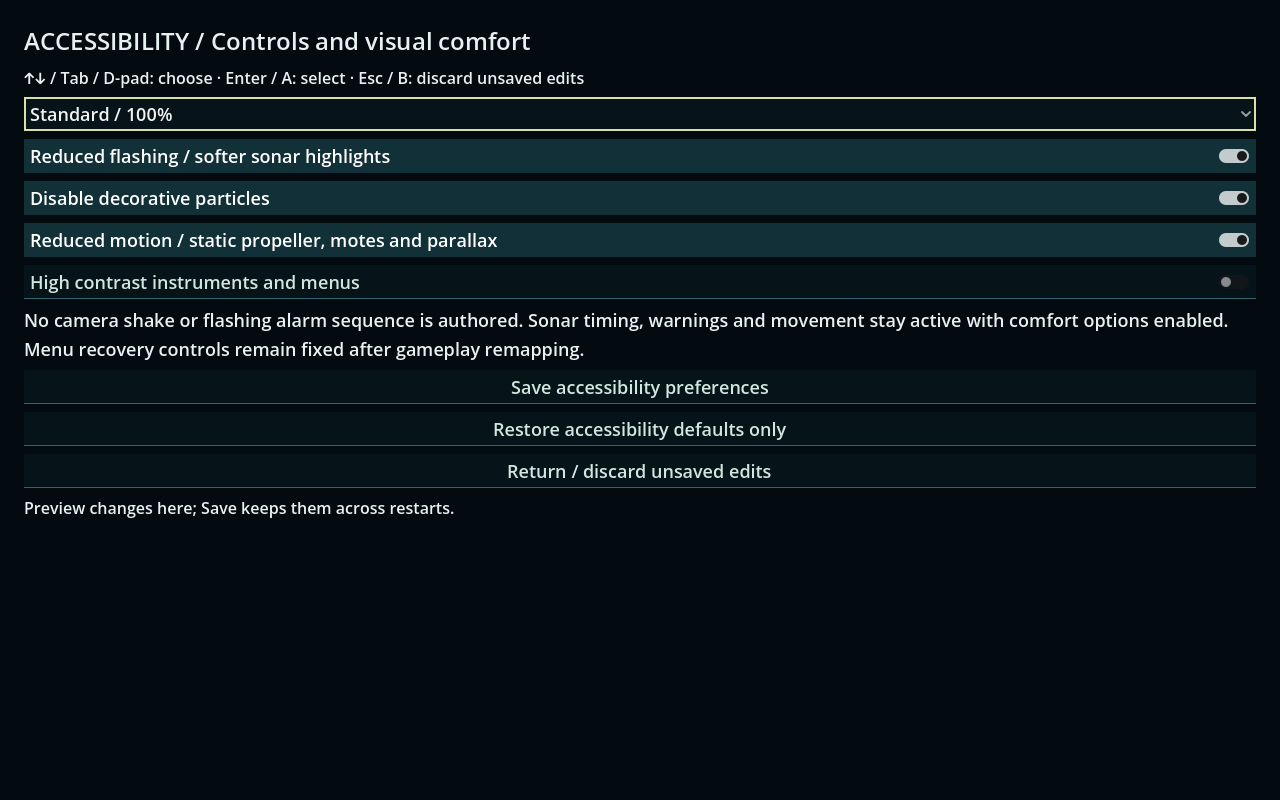 ACCESSIBILITY / Controls and visual comfort
↑↓ / Tab / D-pad: choose · Enter / A: select · Esc / B: discard unsaved edits
Standard / 100%
Reduced flashing / softer sonar highlights
Disable decorative particles
Reduced motion / static propeller, motes and parallax
High contrast instruments and menus
No camera shake or flashing alarm sequence is authored. Sonar timing, warnings and movement stay active with comfort options enabled.
Menu recovery controls remain fixed after gameplay remapping.
Save accessibility preferences
Restore accessibility defaults only
Return / discard unsaved edits
Preview changes here; Save keeps them across restarts.